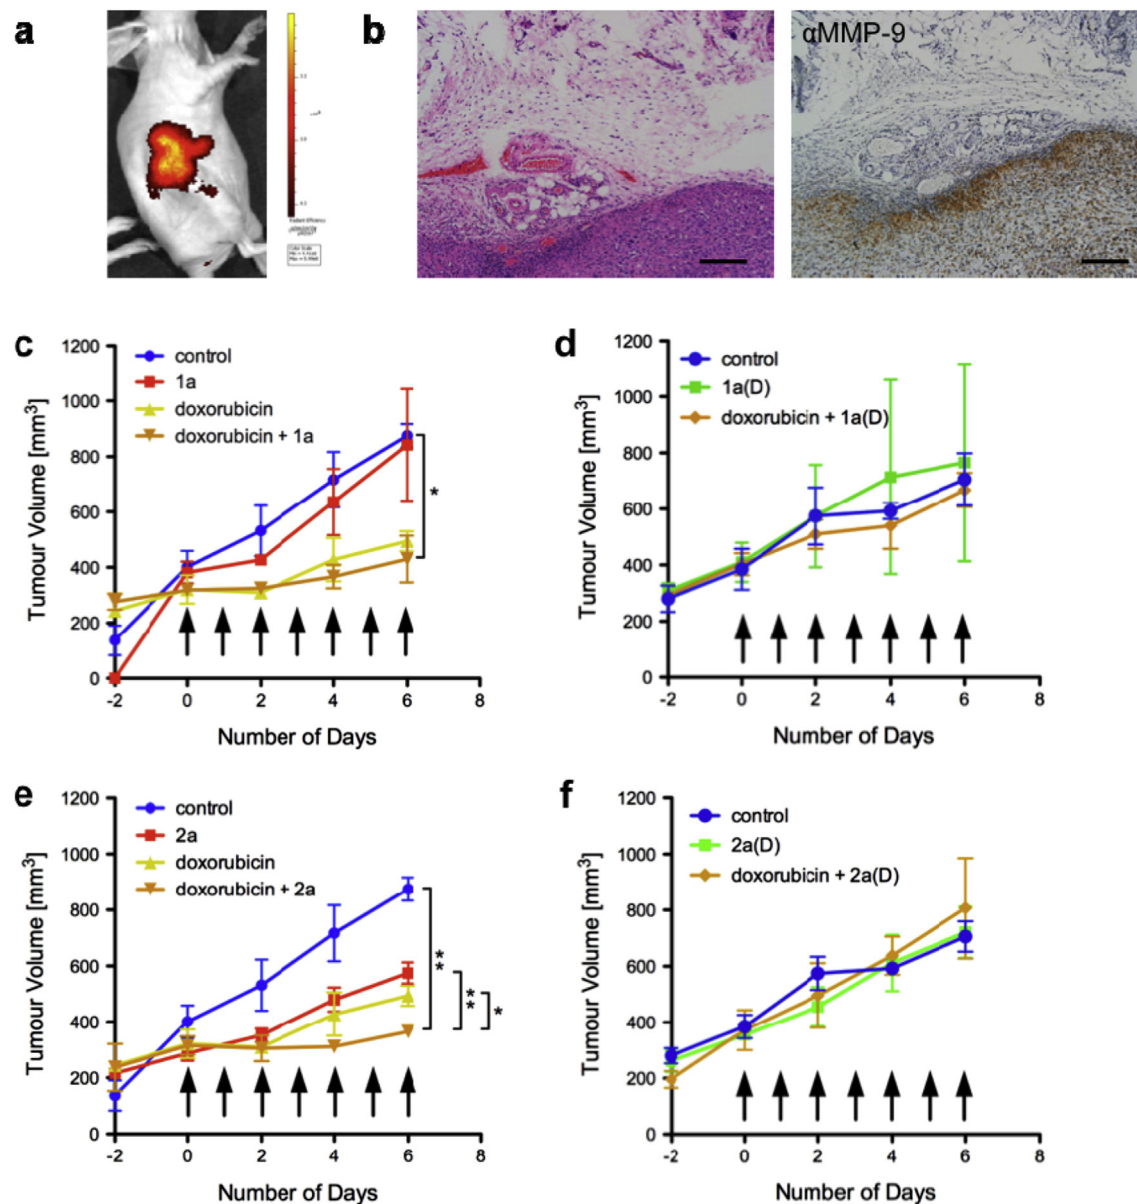 a
b
αMMP-9
c
1200
1000
800
600
400
200
0
-2 0 2 4 6 8
Tumour Volume [mm³]
Number of Days
control
1a
doxorubicin
doxorubicin + 1a
*
d
1200
1000
800
600
400
200
0
-2 0 2 4 6 8
Tumour Volume [mm³]
Number of Days
control
1a(D)
doxorubicin + 1a(D)
e
1200
1000
800
600
400
200
0
-2 0 2 4 6 8
Tumour Volume [mm³]
Number of Days
control
2a
doxorubicin
doxorubicin + 2a
**
**
*
f
1200
1000
800
600
400
200
0
-2 0 2 4 6 8
Tumour Volume [mm³]
Number of Days
control
2a(D)
doxorubicin + 2a(D)